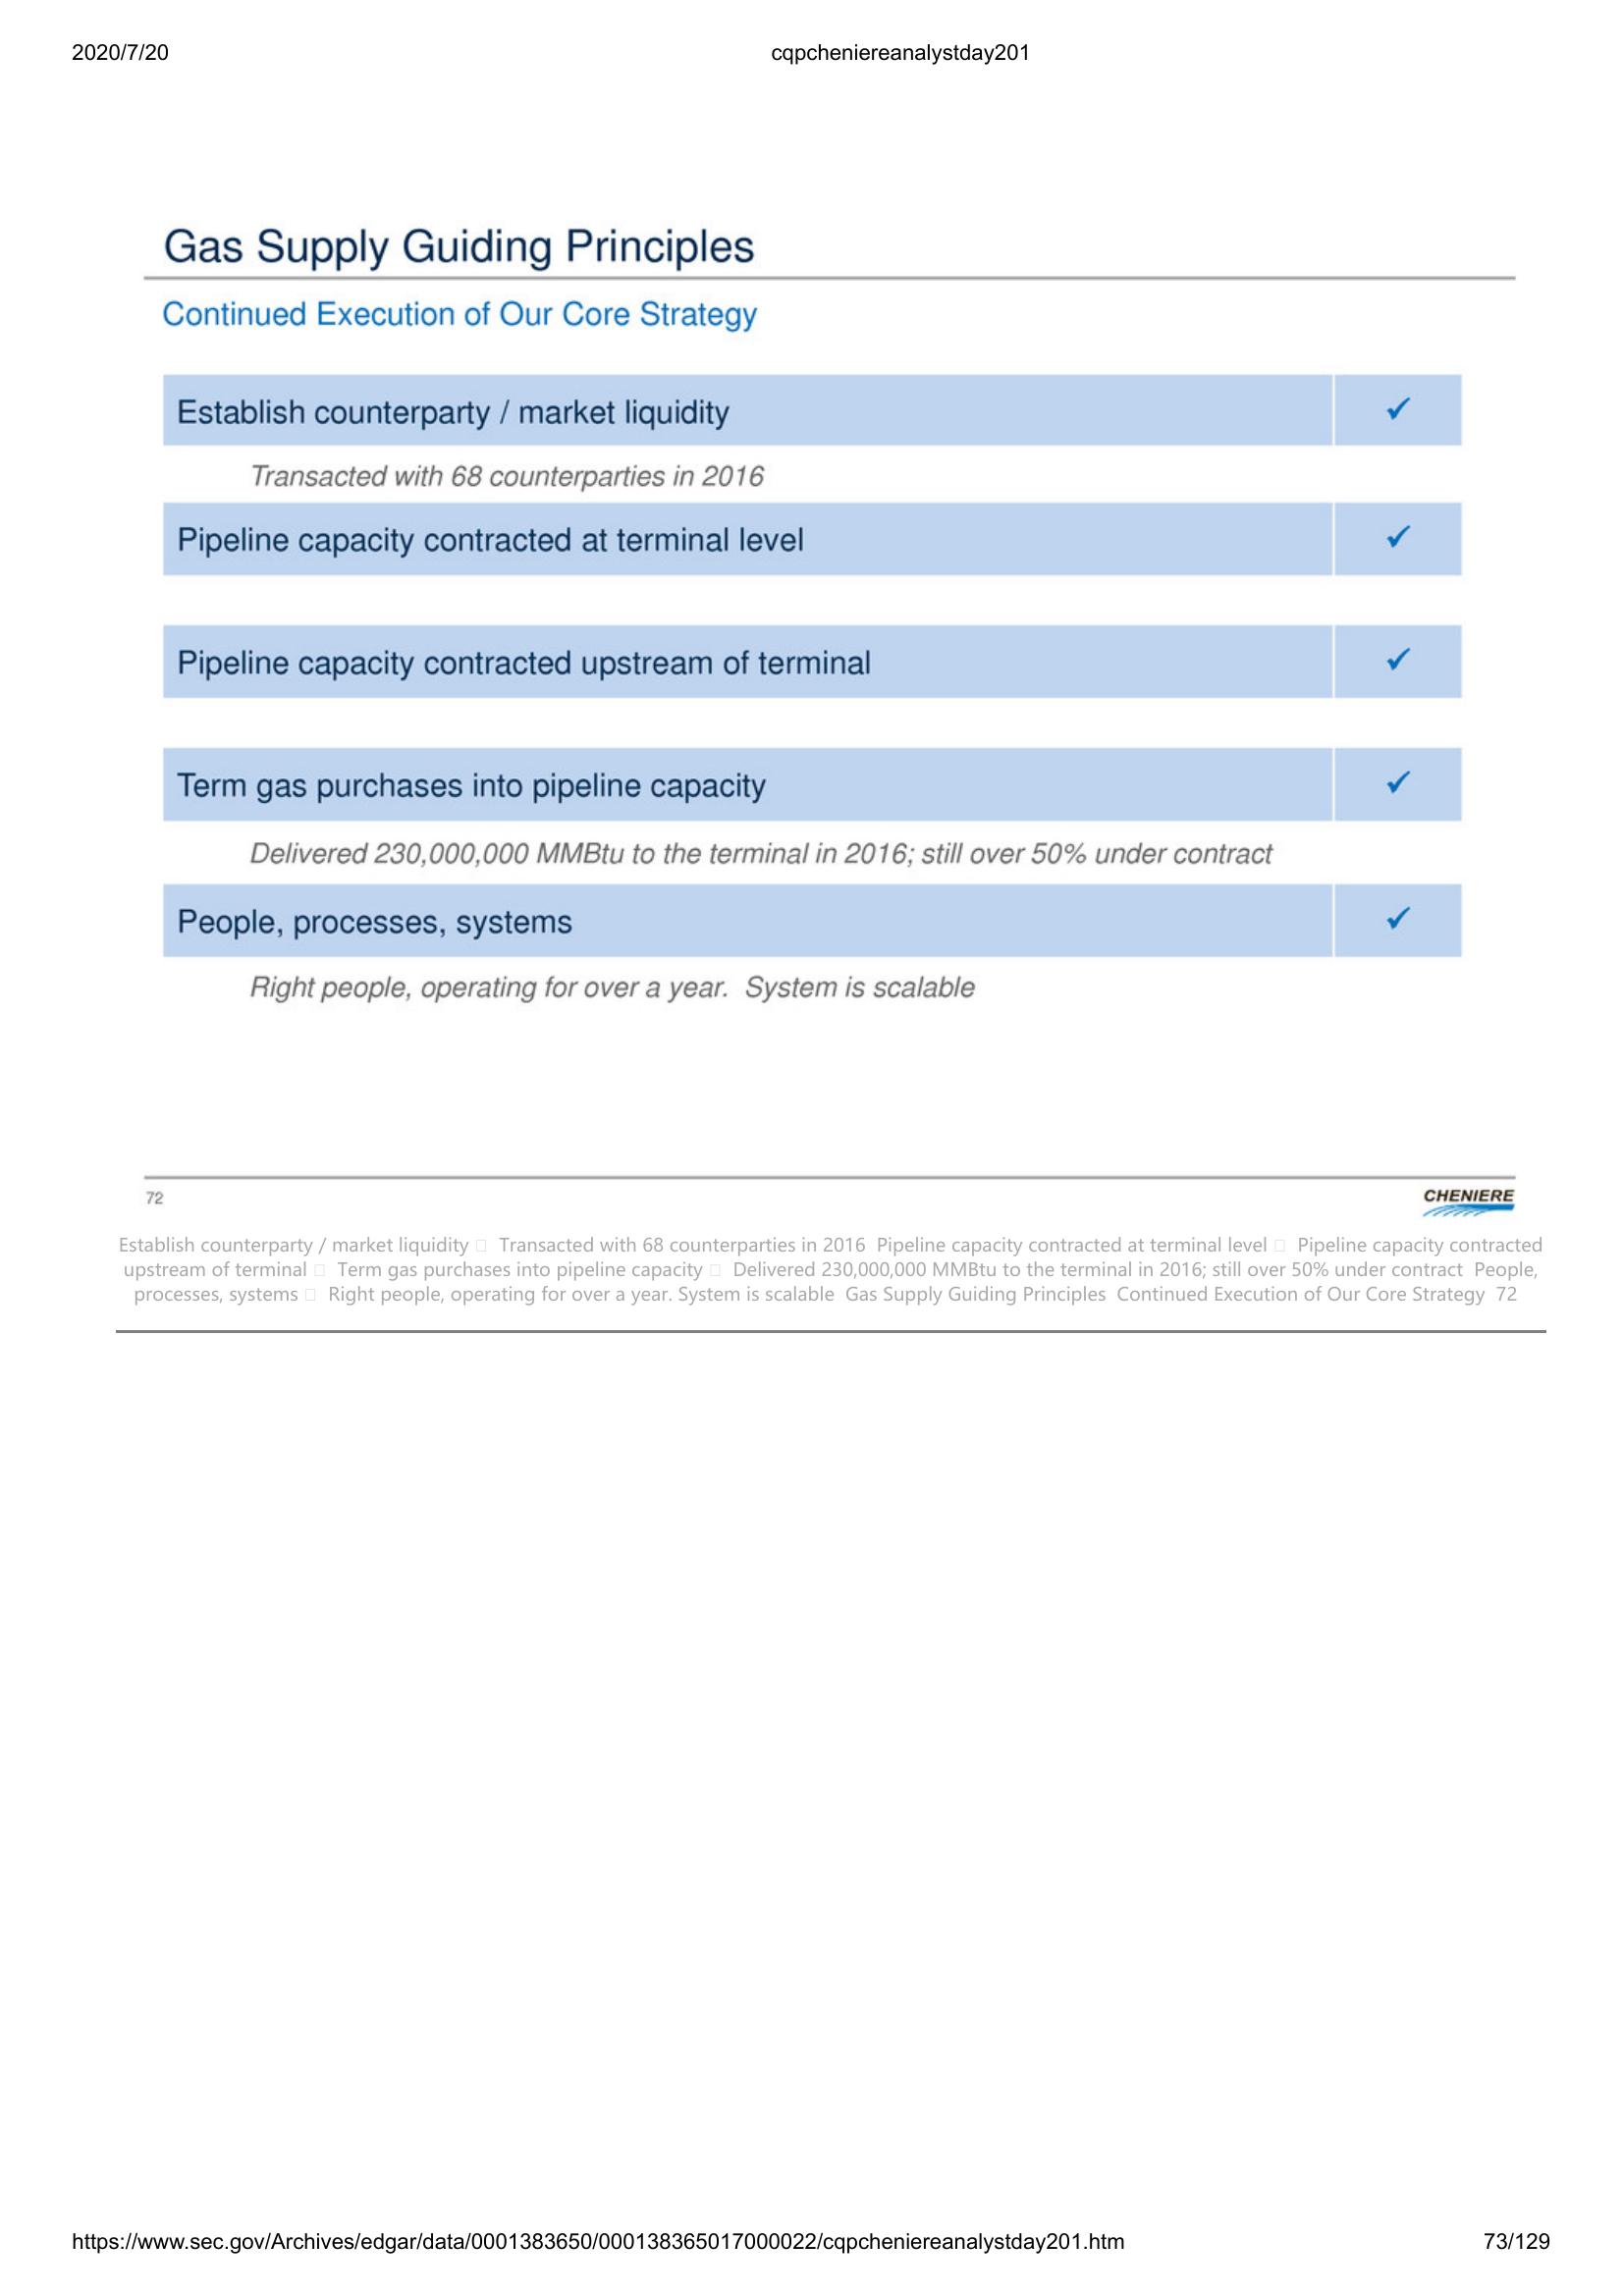 2020/7/20
cqpcheniereanalystday201
Gas Supply Guiding Principles
Continued Execution of Our Core Strategy
Establish counterparty / market liquidity ✓
Transacted with 68 counterparties in 2016
Pipeline capacity contracted at terminal level ✓
Pipeline capacity contracted upstream of terminal ✓
Term gas purchases into pipeline capacity ✓
Delivered 230,000,000 MMBtu to the terminal in 2016; still over 50% under contract
People, processes, systems ✓
Right people, operating for over a year. System is scalable
72
CHENIERE
Establish counterparty / market liquidity  Transacted with 68 counterparties in 2016 Pipeline capacity contracted at terminal level  Pipeline capacity contracted
upstream of terminal  Term gas purchases into pipeline capacity  Delivered 230,000,000 MMBtu to the terminal in 2016; still over 50% under contract People,
processes, systems  Right people, operating for over a year. System is scalable Gas Supply Guiding Principles Continued Execution of Our Core Strategy 72
https://www.sec.gov/Archives/edgar/data/0001383650/000138365017000022/cqpcheniereanalystday201.htm
73/129